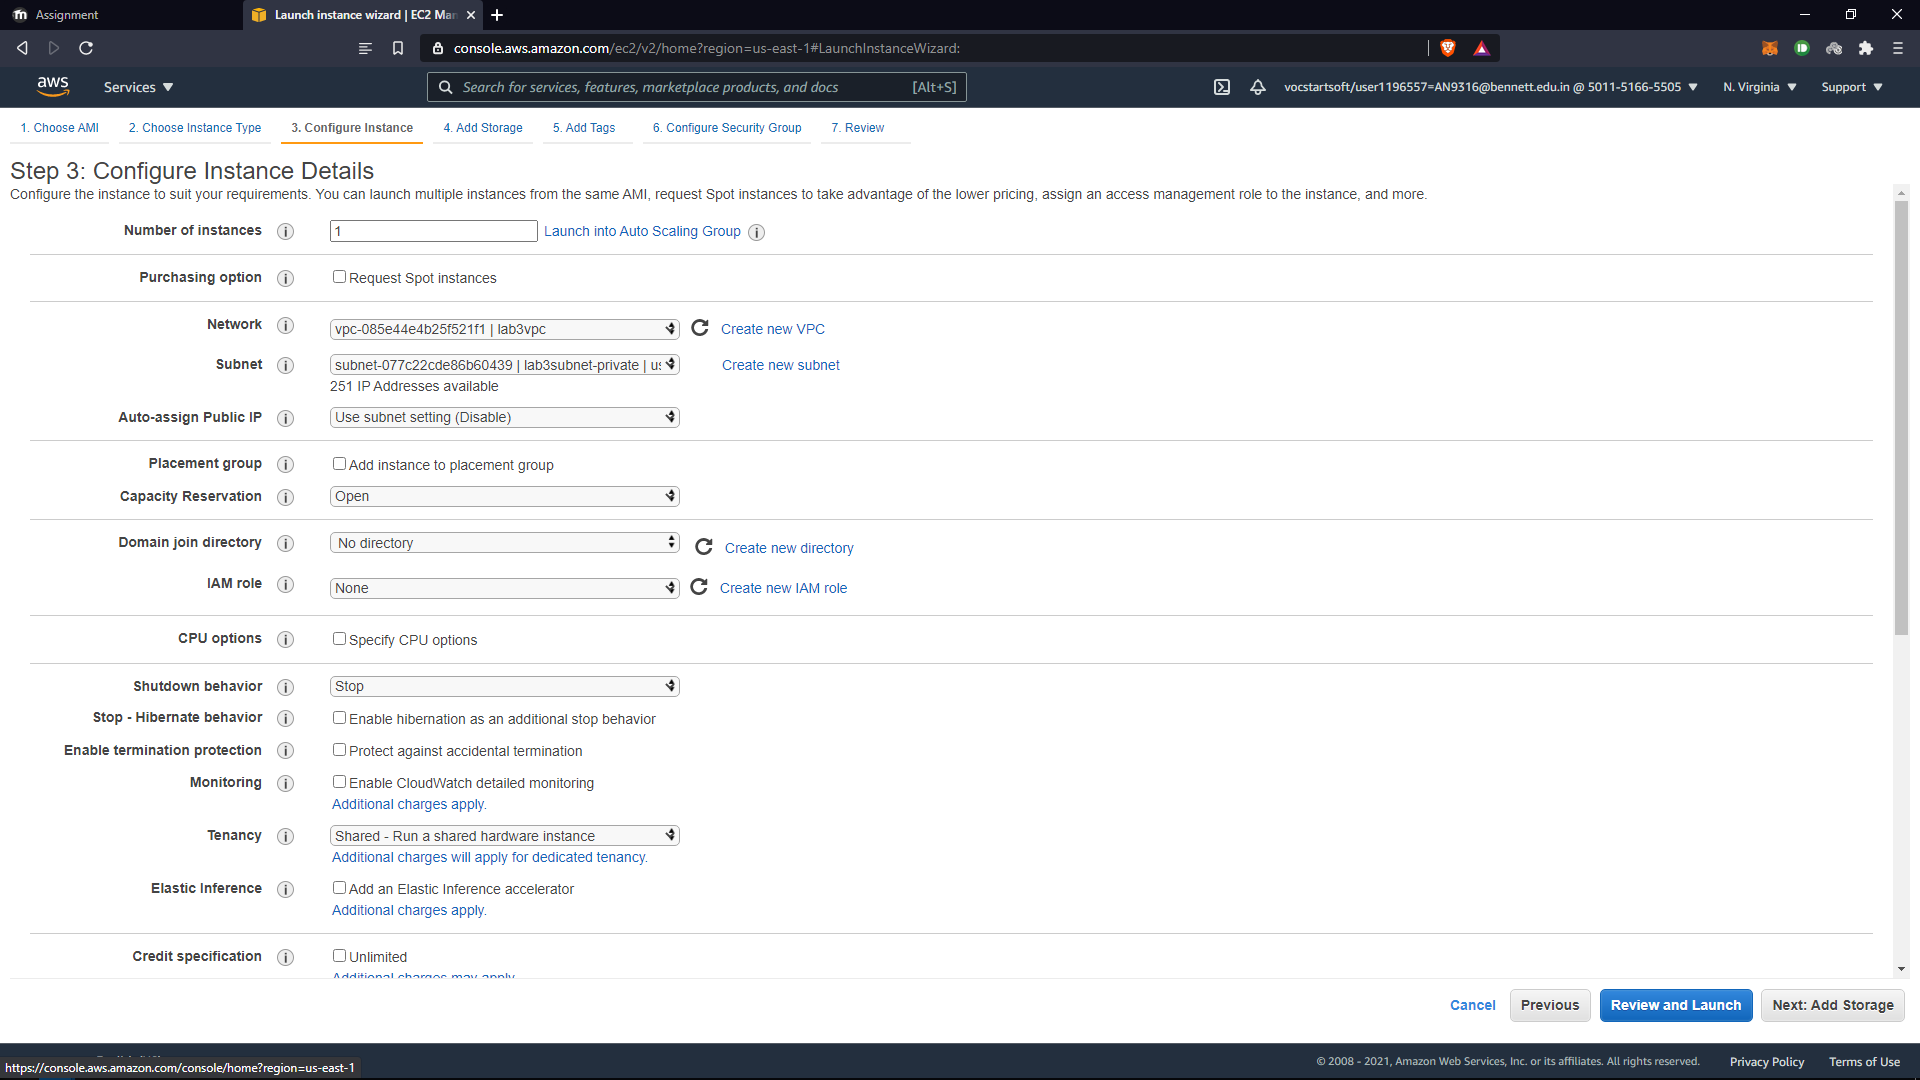 Assignment
Launch instance wizard | EC2 Man
console.aws.amazon.com/ec2/v2/home?region=us-east-1#LaunchInstanceWizard:
aws
Services
Search for services, features, marketplace products, and docs [Alt+S]
vocstartsoft/user1196557=AN9316@bennett.edu.in @ 5011-5166-5505
N. Virginia
Support
1. Choose AMI
2. Choose Instance Type
3. Configure Instance
4. Add Storage
5. Add Tags
6. Configure Security Group
7. Review
Step 3: Configure Instance Details
Configure the instance to suit your requirements. You can launch multiple instances from the same AMI, request Spot instances to take advantage of the lower pricing, assign an access management role to the instance, and more.
Number of instances i 1 Launch into Auto Scaling Group i
Purchasing option i Request Spot instances
Network i vpc-085e44e4b25f521f1 | lab3vpc Create new VPC
Subnet i subnet-077c22cde86b60439 | lab3subnet-private | us Create new subnet
251 IP Addresses available
Auto-assign Public IP i Use subnet setting (Disable)
Placement group i Add instance to placement group
Capacity Reservation i Open
Domain join directory i No directory Create new directory
IAM role i None Create new IAM role
CPU options i Specify CPU options
Shutdown behavior i Stop
Stop - Hibernate behavior i Enable hibernation as an additional stop behavior
Enable termination protection i Protect against accidental termination
Monitoring i Enable CloudWatch detailed monitoring
Additional charges apply.
Tenancy i Shared - Run a shared hardware instance
Additional charges will apply for dedicated tenancy.
Elastic Inference i Add an Elastic Inference accelerator
Additional charges apply.
Credit specification i Unlimited
Additional charges may apply
Cancel
Previous
Review and Launch
Next: Add Storage
https://console.aws.amazon.com/console/home?region=us-east-1
© 2008 - 2021, Amazon Web Services, Inc. or its affiliates. All rights reserved.
Privacy Policy
Terms of Use